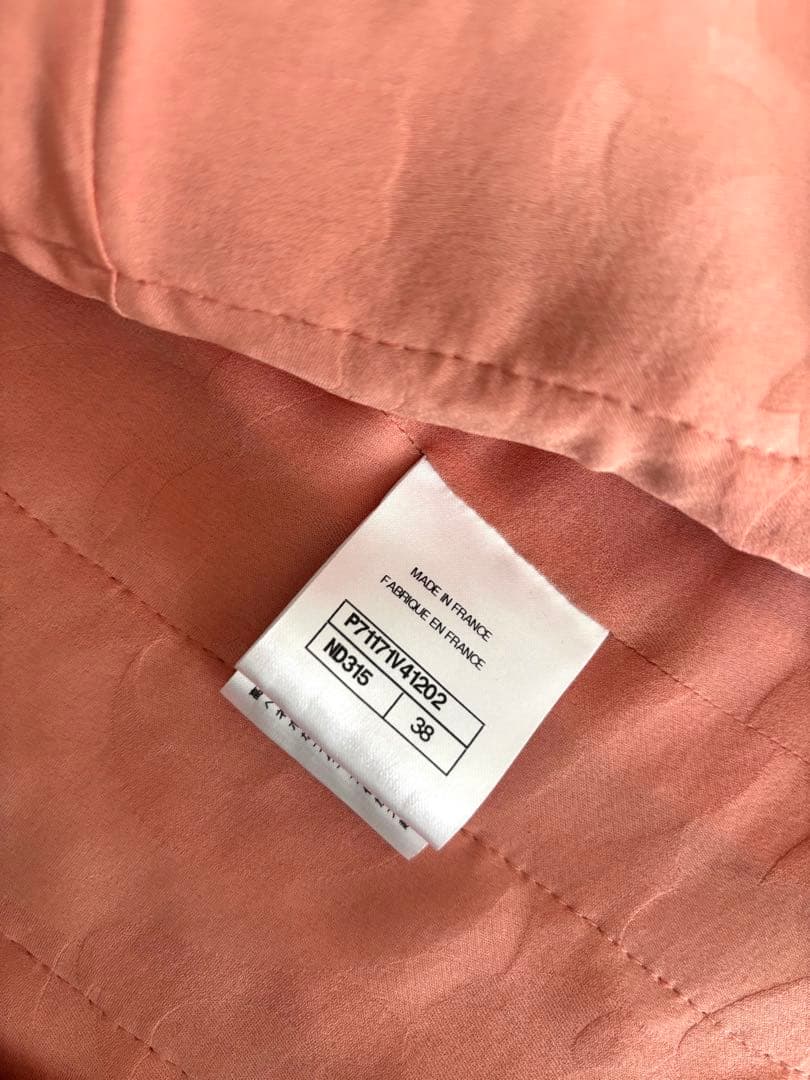 MADE IN FRANCE
FABRIQUE EN FRANCE
P71171V41202
ND315
38